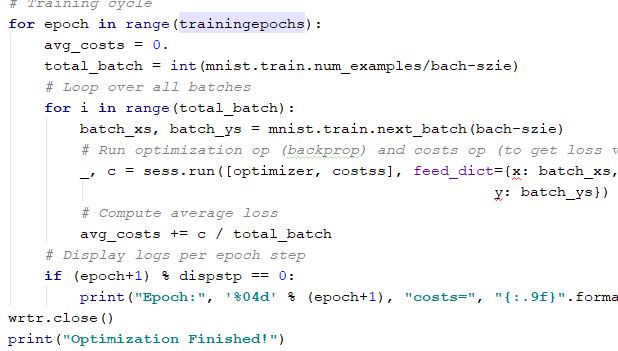 # Training cycle
for epoch in range(trainingepochs):
    avg_costs = 0.
    total_batch = int(mnist.train.num_examples/bach-szie)
    # Loop over all batches
    for i in range(total_batch):
        batch_xs, batch_ys = mnist.train.next_batch(bach-szie)
        # Run optimization op (backprop) and costs op (to get loss v
        _, c = sess.run([optimizer, costss], feed_dict={x: batch_xs,
                                                        y: batch_ys})
        # Compute average loss
        avg_costs += c / total_batch
    # Display logs per epoch step
    if (epoch+1) % dispstp == 0:
        print("Epoch:", '%04d' % (epoch+1), "costs=", "{:.9f}".forma
wrtr.close()
print("Optimization Finished!")